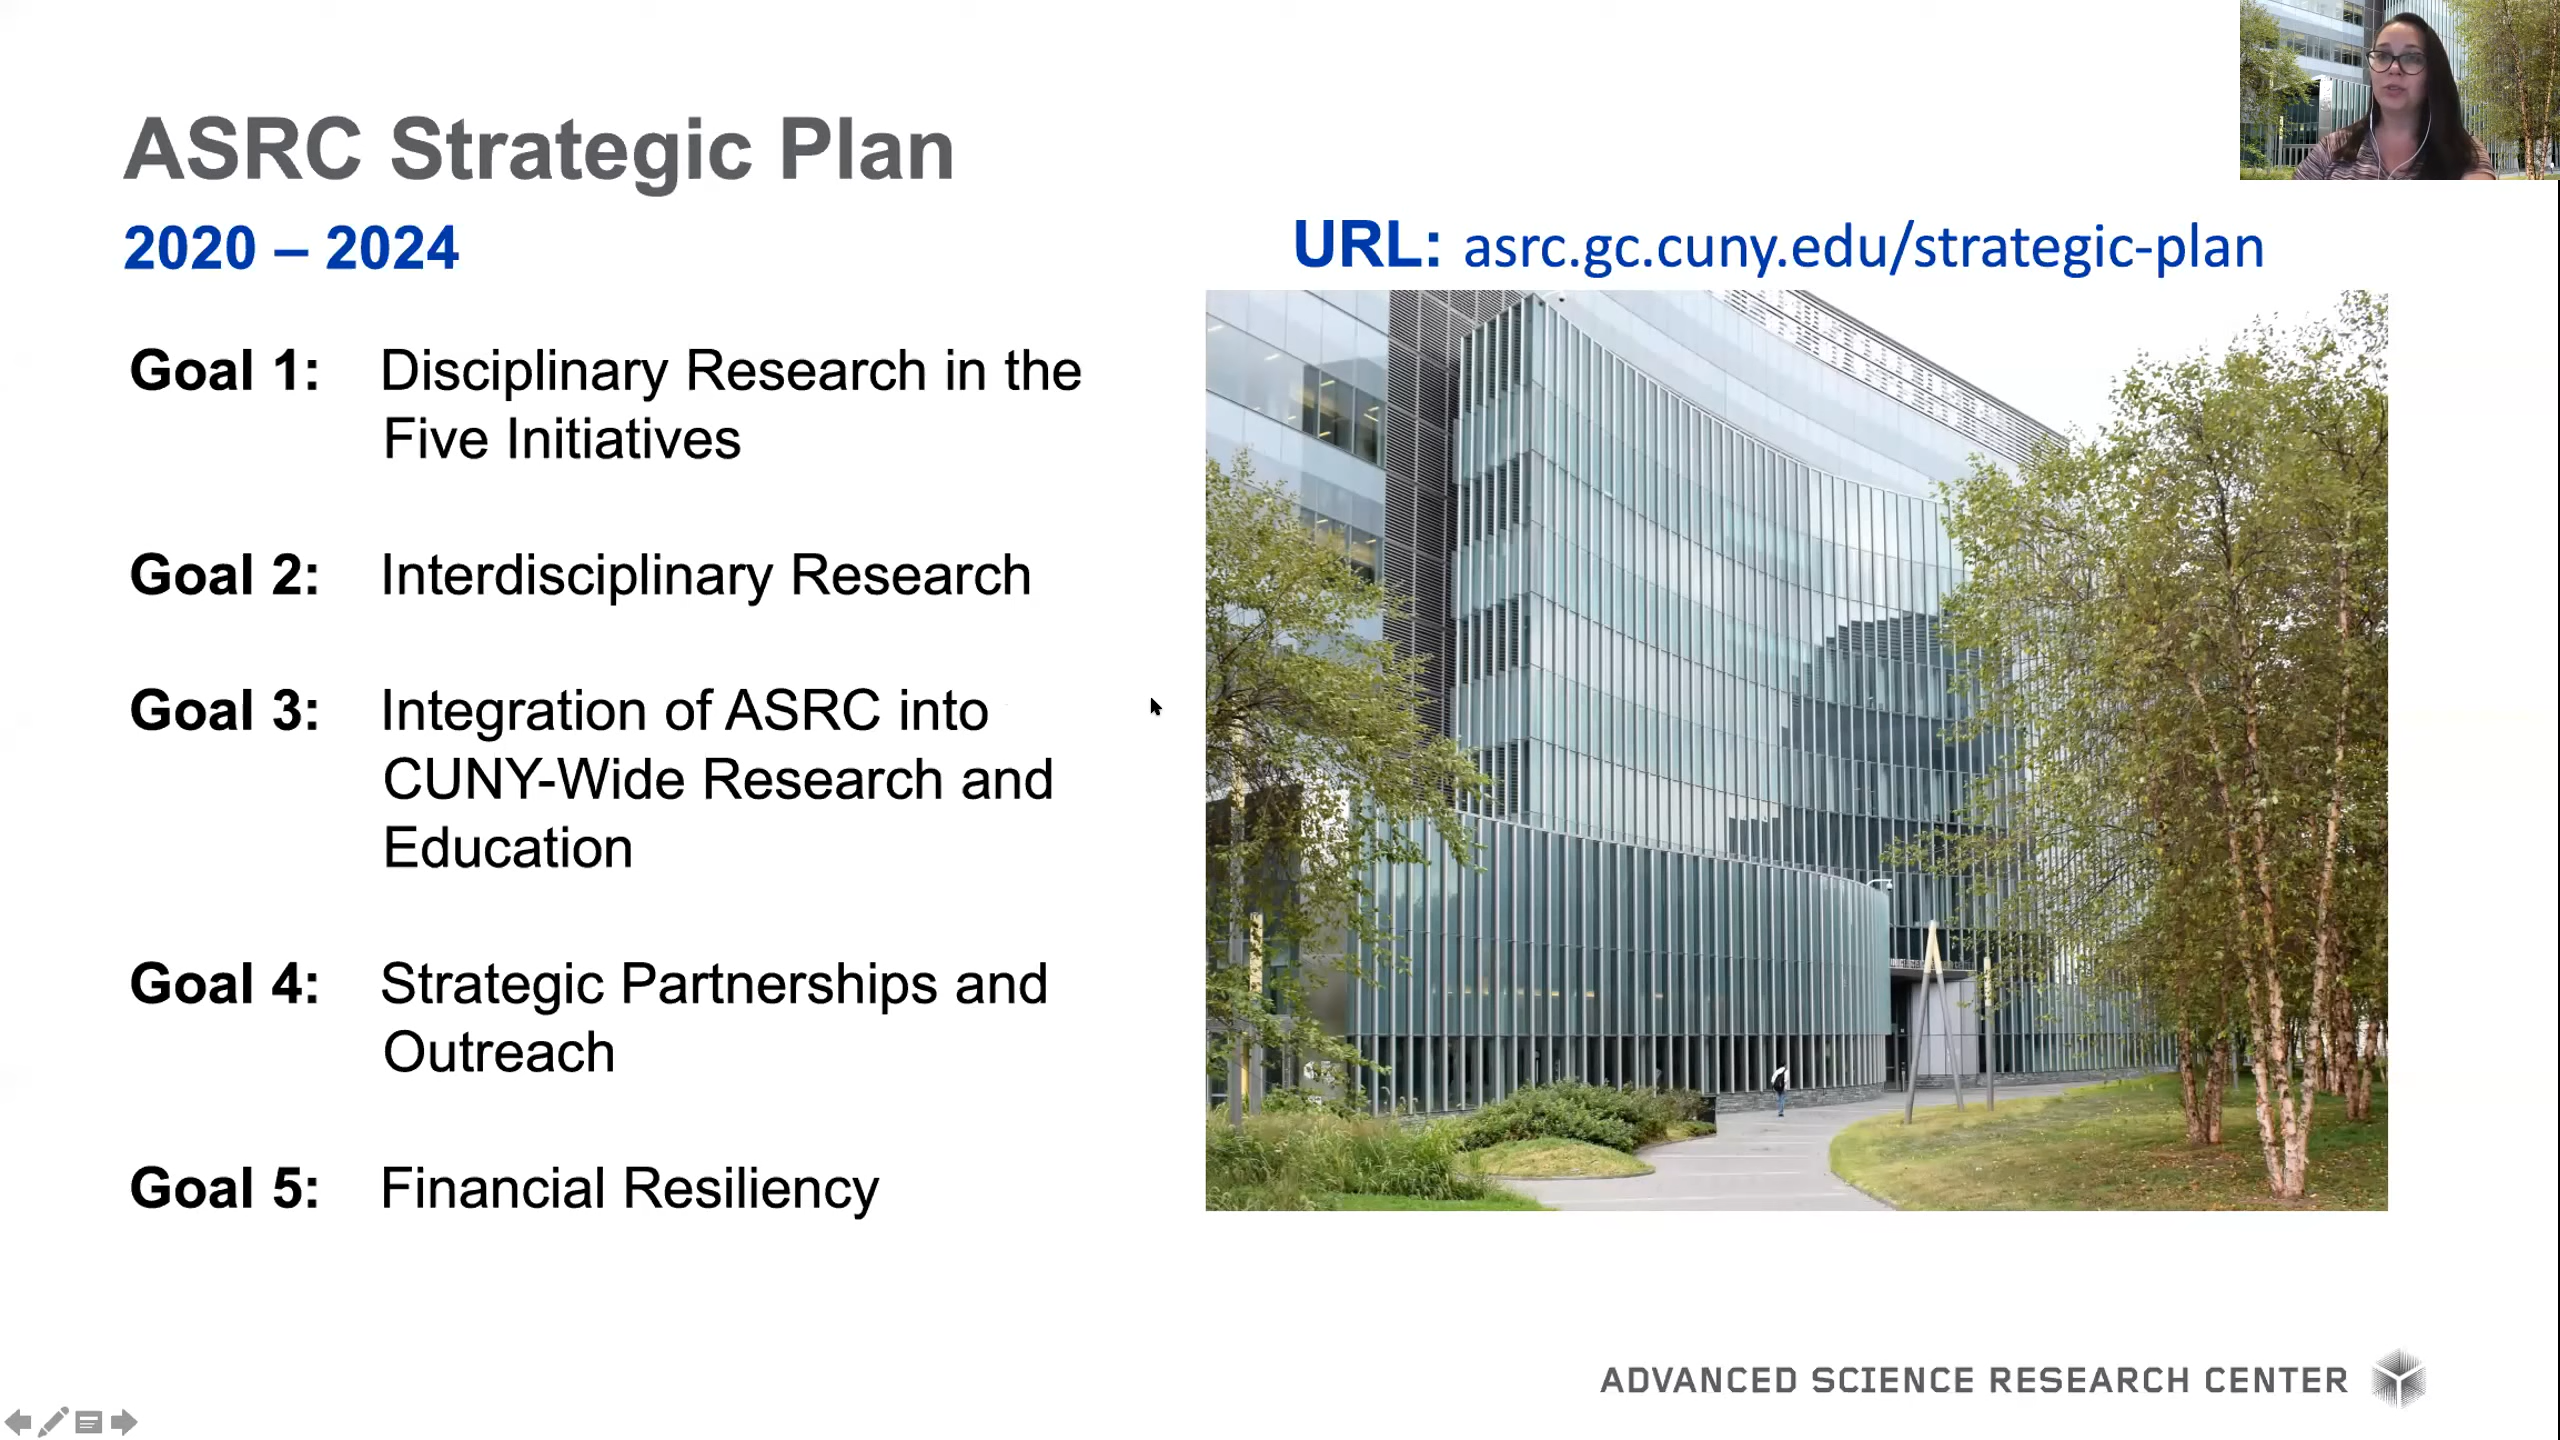 ASRC Strategic Plan
2020 – 2024
URL: asrc.gc.cuny.edu/strategic-plan
Goal 1: Disciplinary Research in the
Five Initiatives
Goal 2: Interdisciplinary Research
Goal 3: Integration of ASRC into
CUNY-Wide Research and
Education
Goal 4: Strategic Partnerships and
Outreach
Goal 5: Financial Resiliency
ADVANCED SCIENCE RESEARCH CENTER